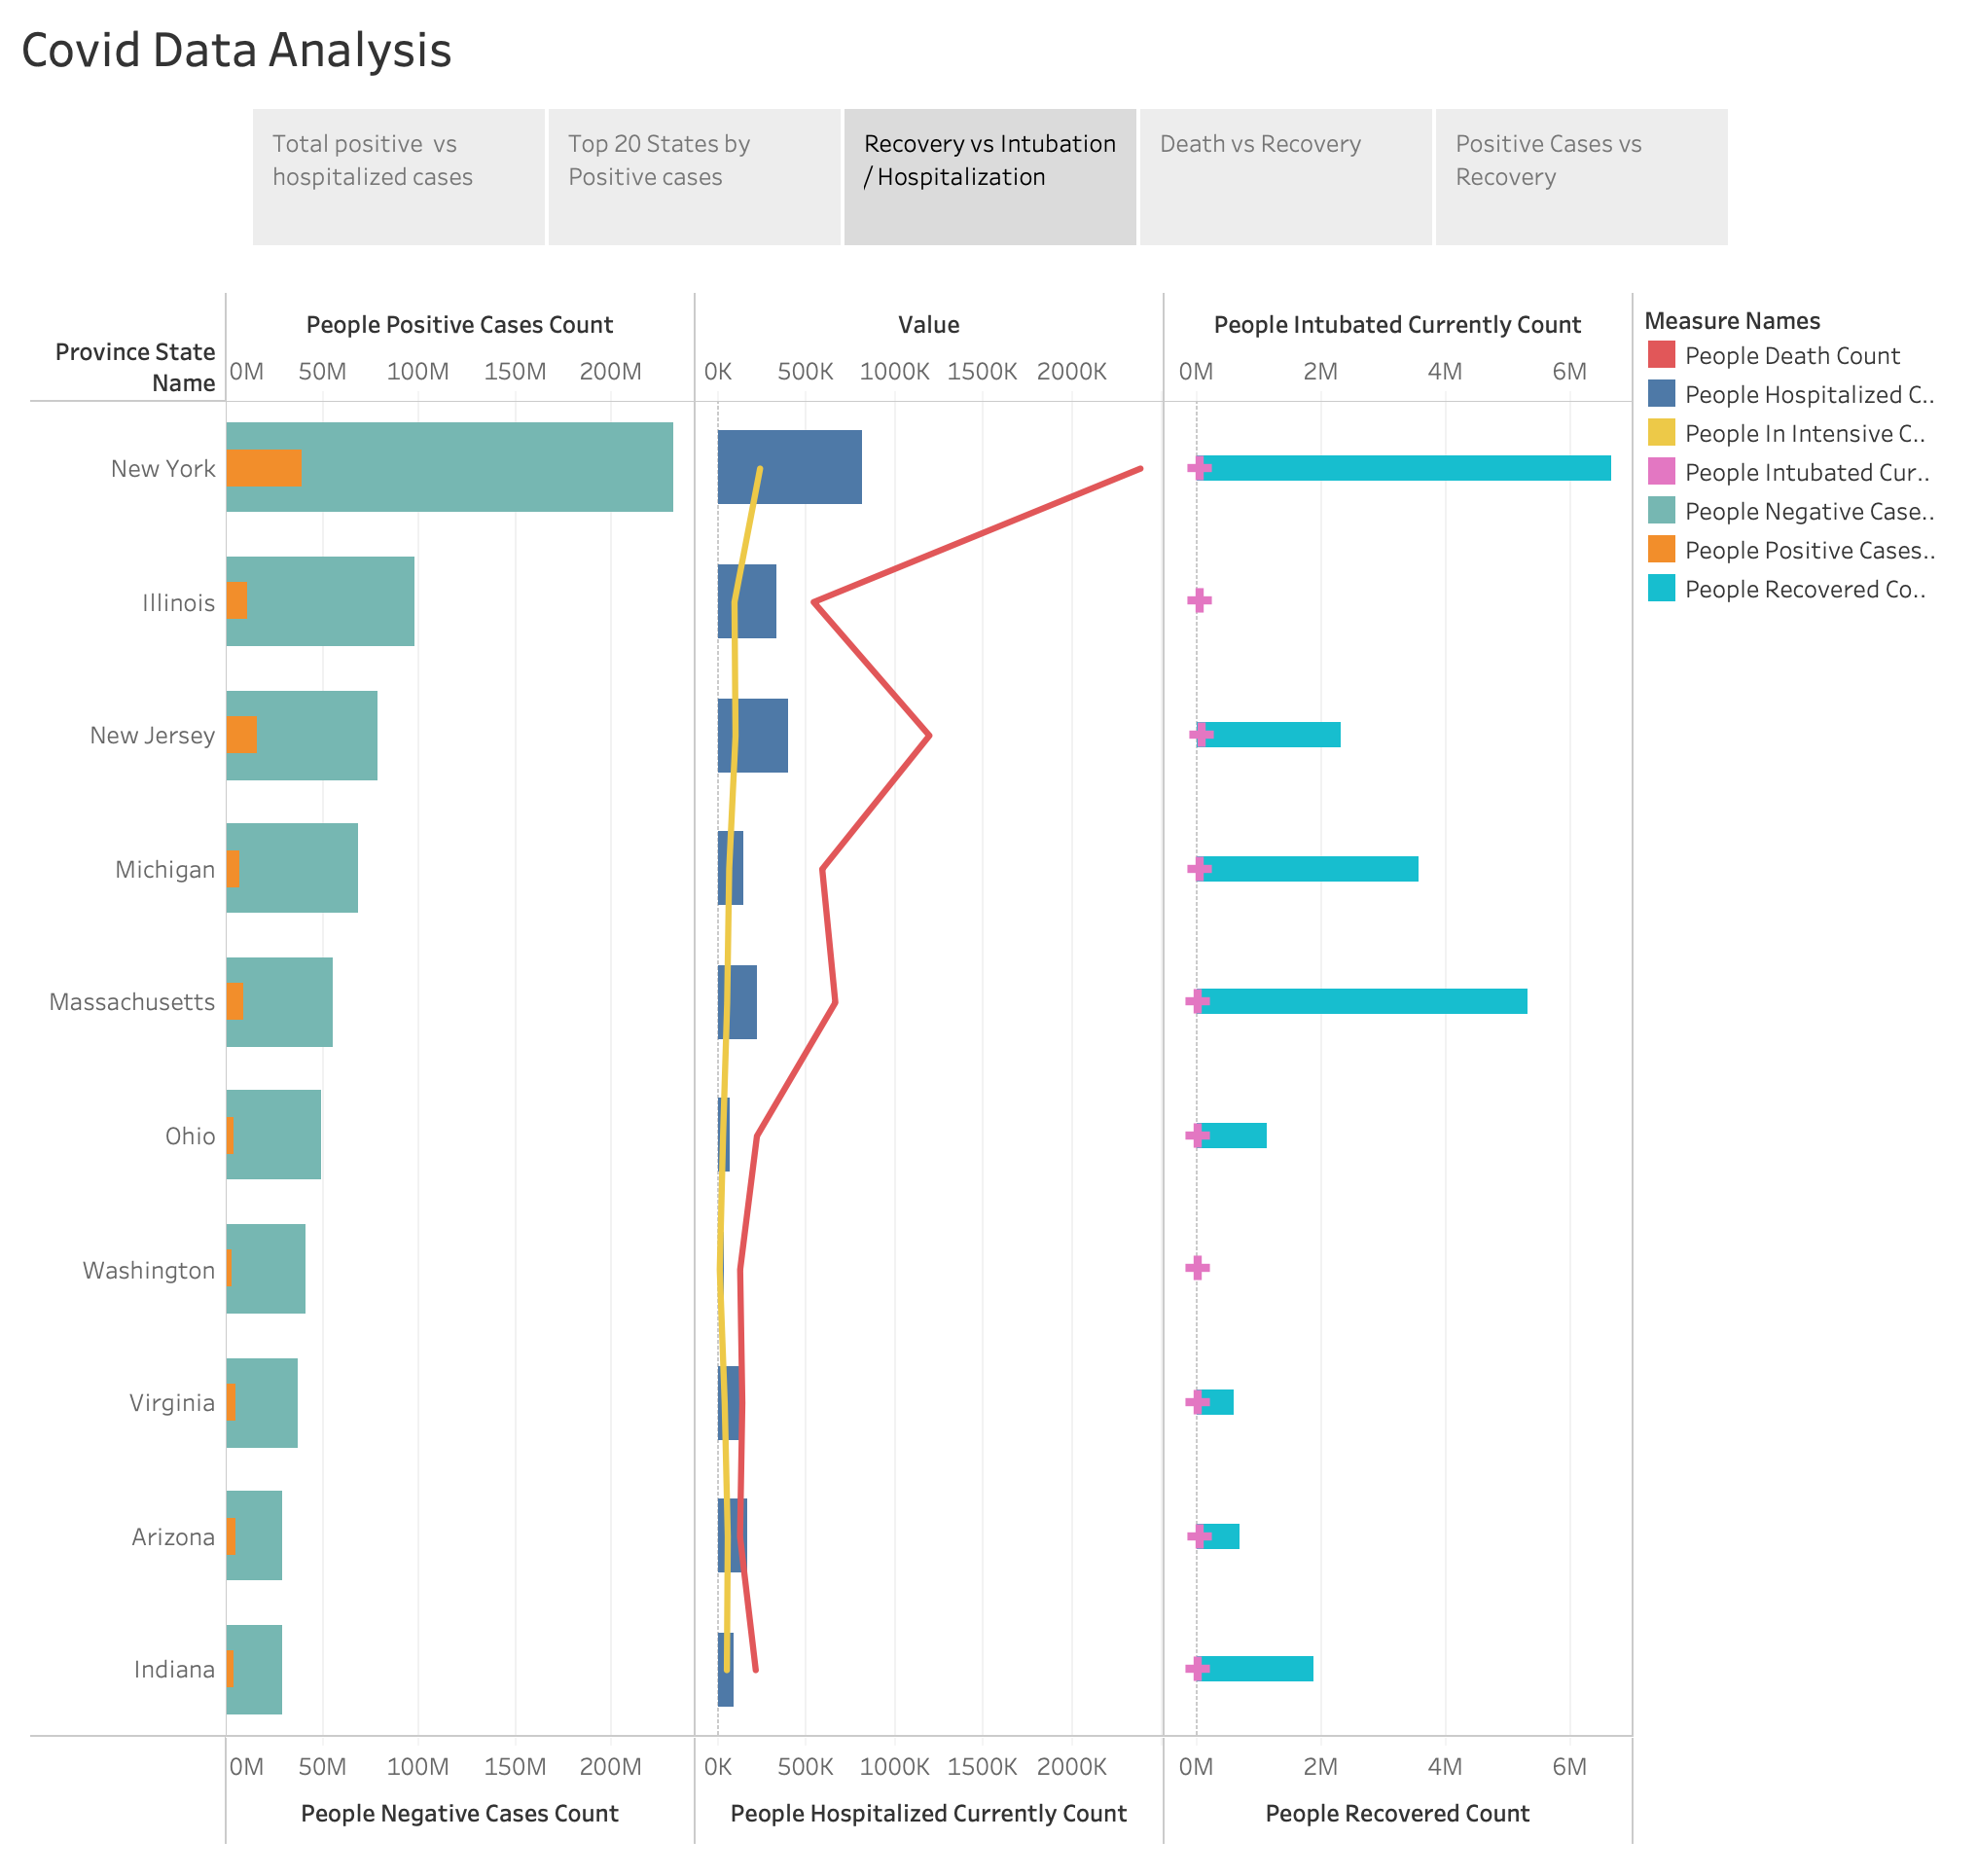 Covid Data Analysis
Total positive vs
hospitalized cases
Top 20 States by
Positive cases
Recovery vs Intubation
/ Hospitalization
Death vs Recovery
Positive Cases vs
Recovery
Province State
Name
People Positive Cases Count
0M 50M 100M 150M 200M
Value
0K 500K 1000K 1500K 2000K
People Intubated Currently Count
0M 2M 4M 6M
Measure Names
People Death Count
People Hospitalized C..
People In Intensive C..
People Intubated Cur..
People Negative Case..
People Positive Cases..
People Recovered Co..
New York
Illinois
New Jersey
Michigan
Massachusetts
Ohio
Washington
Virginia
Arizona
Indiana
0M 50M 100M 150M 200M
People Negative Cases Count
0K 500K 1000K 1500K 2000K
People Hospitalized Currently Count
0M 2M 4M 6M
People Recovered Count